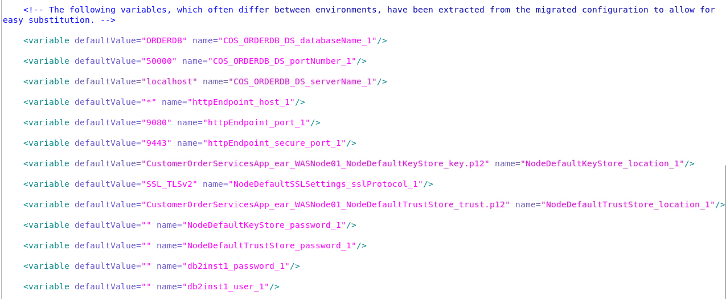 <!-- The following variables, which often differ between environments, have been extracted from the migrated configuration to allow for
easy substitution. -->
<variable defaultValue="ORDERDB" name="COS_ORDERDB_DS_databaseName_1"/>
<variable defaultValue="50000" name="COS_ORDERDB_DS_portNumber_1"/>
<variable defaultValue="localhost" name="COS_ORDERDB_DS_serverName_1"/>
<variable defaultValue="*" name="httpEndpoint_host_1"/>
<variable defaultValue="9080" name="httpEndpoint_port_1"/>
<variable defaultValue="9443" name="httpEndpoint_secure_port_1"/>
<variable defaultValue="CustomerOrderServicesApp_ear_WASNode01_NodeDefaultKeyStore_key.p12" name="NodeDefaultKeyStore_location_1"/>
<variable defaultValue="SSL_TLSv2" name="NodeDefaultSSLSettings_sslProtocol_1"/>
<variable defaultValue="CustomerOrderServicesApp_ear_WASNode01_NodeDefaultTrustStore_trust.p12" name="NodeDefaultTrustStore_location_1"/>
<variable defaultValue="" name="NodeDefaultKeyStore_password_1"/>
<variable defaultValue="" name="NodeDefaultTrustStore_password_1"/>
<variable defaultValue="" name="db2inst1_password_1"/>
<variable defaultValue="" name="db2inst1_user_1"/>